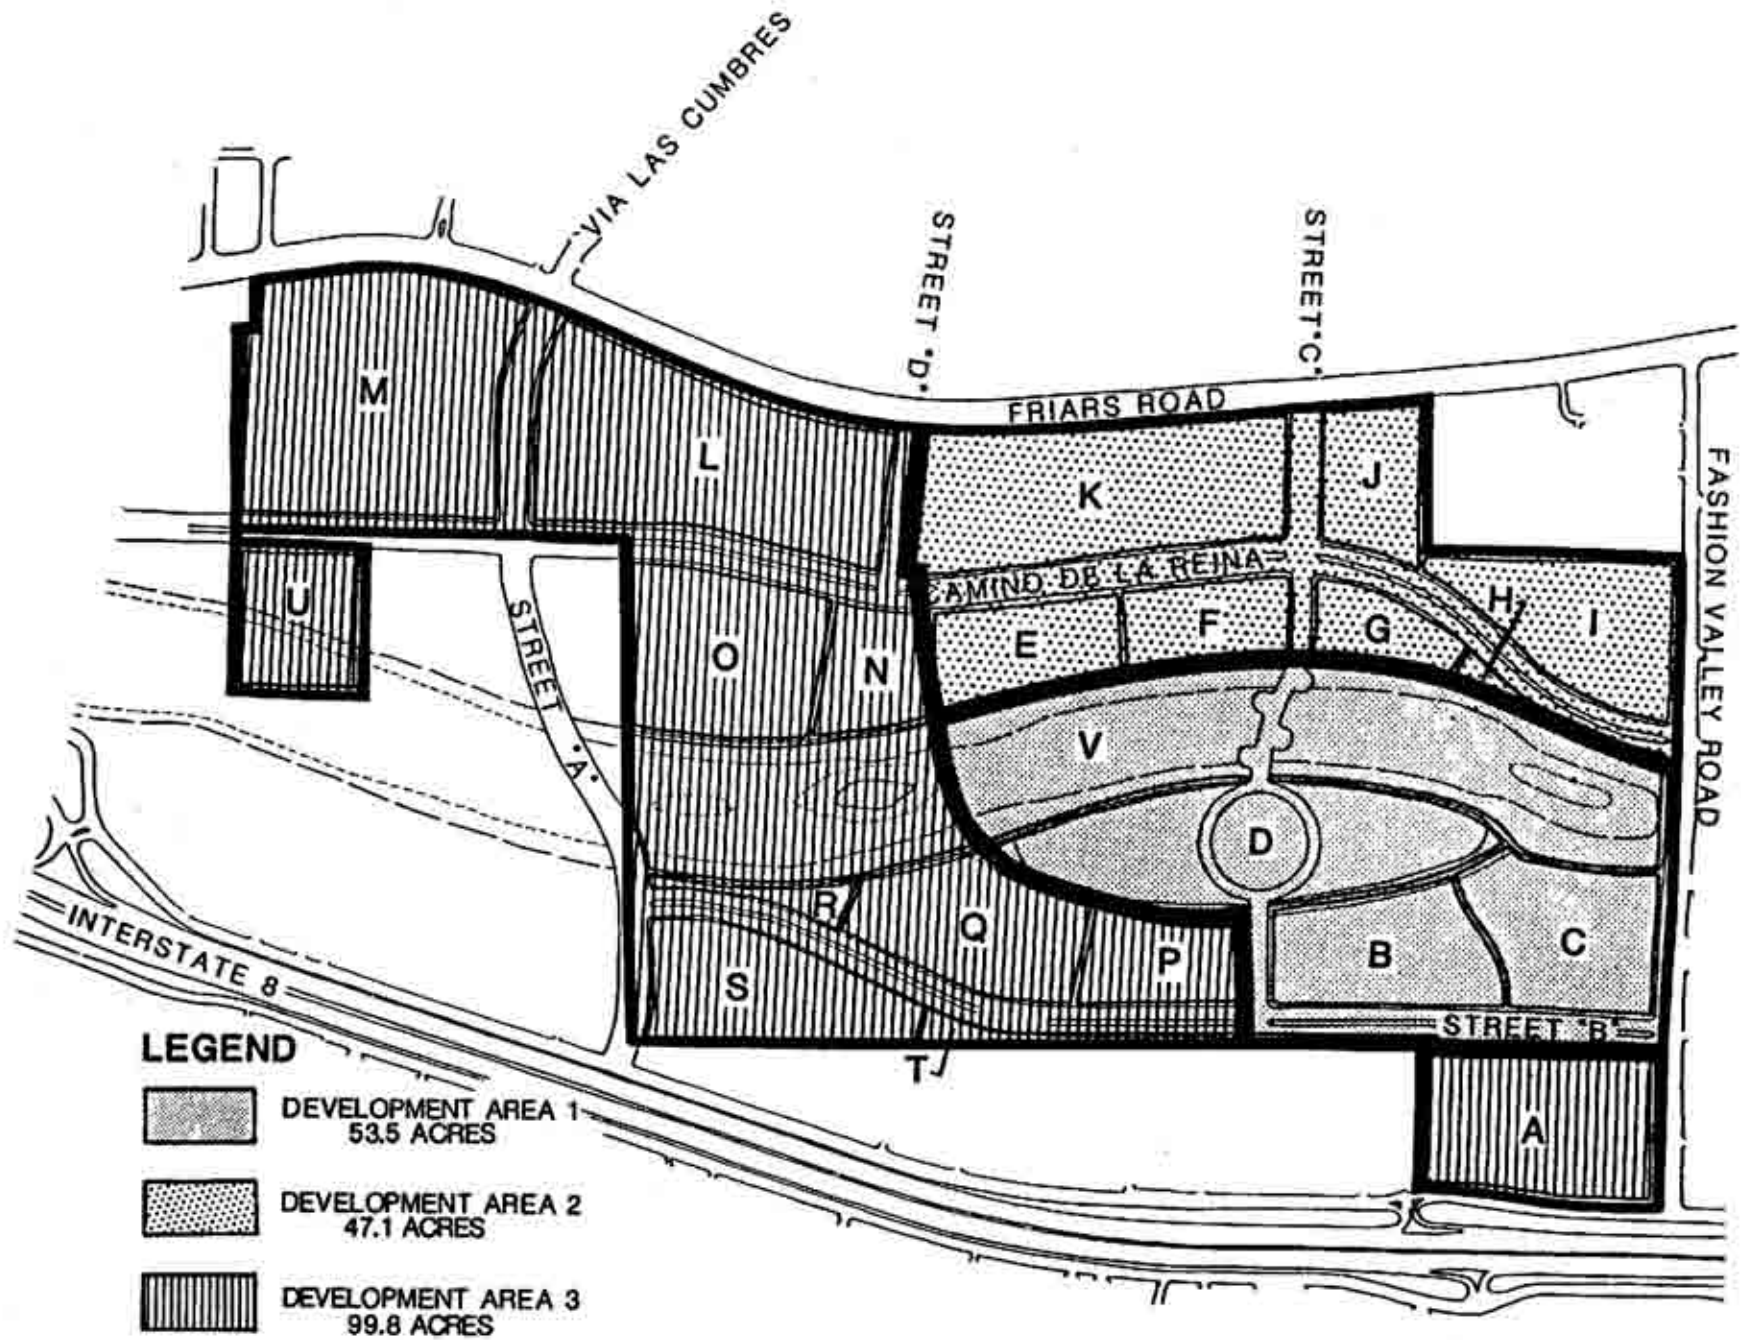 VIA LAS CUMBRES
STREET "D"
STREET "C"
FRIARS ROAD
M
L
K
J
FASHION VALLEY ROAD
CAMINO DE LA REINA
U
STREET "A"
O
N
E
F
G
H
I
V
D
R
Q
P
B
C
S
STREET "B"
INTERSTATE 8
T
A
LEGEND
DEVELOPMENT AREA 1
53.5 ACRES
DEVELOPMENT AREA 2
47.1 ACRES
DEVELOPMENT AREA 3
99.8 ACRES